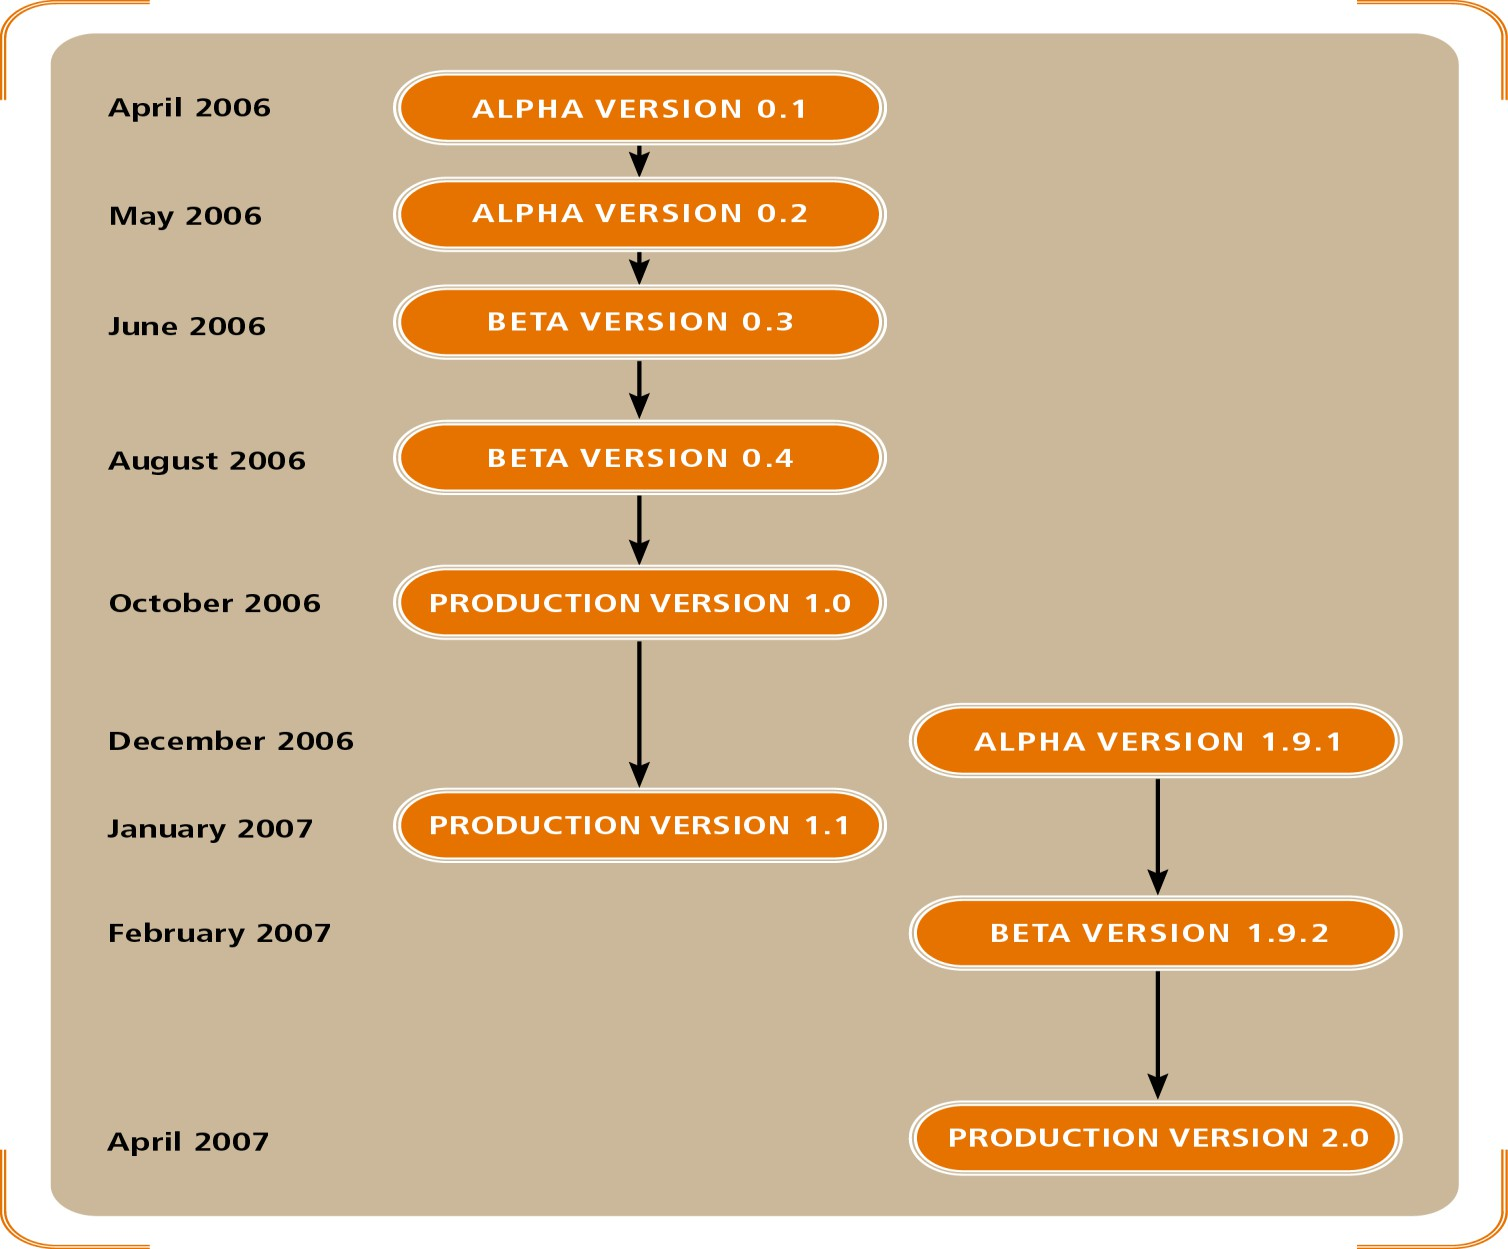 April 2006
ALPHA VERSION 0.1
May 2006
ALPHA VERSION 0.2
June 2006
BETA VERSION 0.3
August 2006
BETA VERSION 0.4
October 2006
PRODUCTION VERSION 1.0
December 2006
ALPHA VERSION 1.9.1
January 2007
PRODUCTION VERSION 1.1
February 2007
BETA VERSION 1.9.2
April 2007
PRODUCTION VERSION 2.0